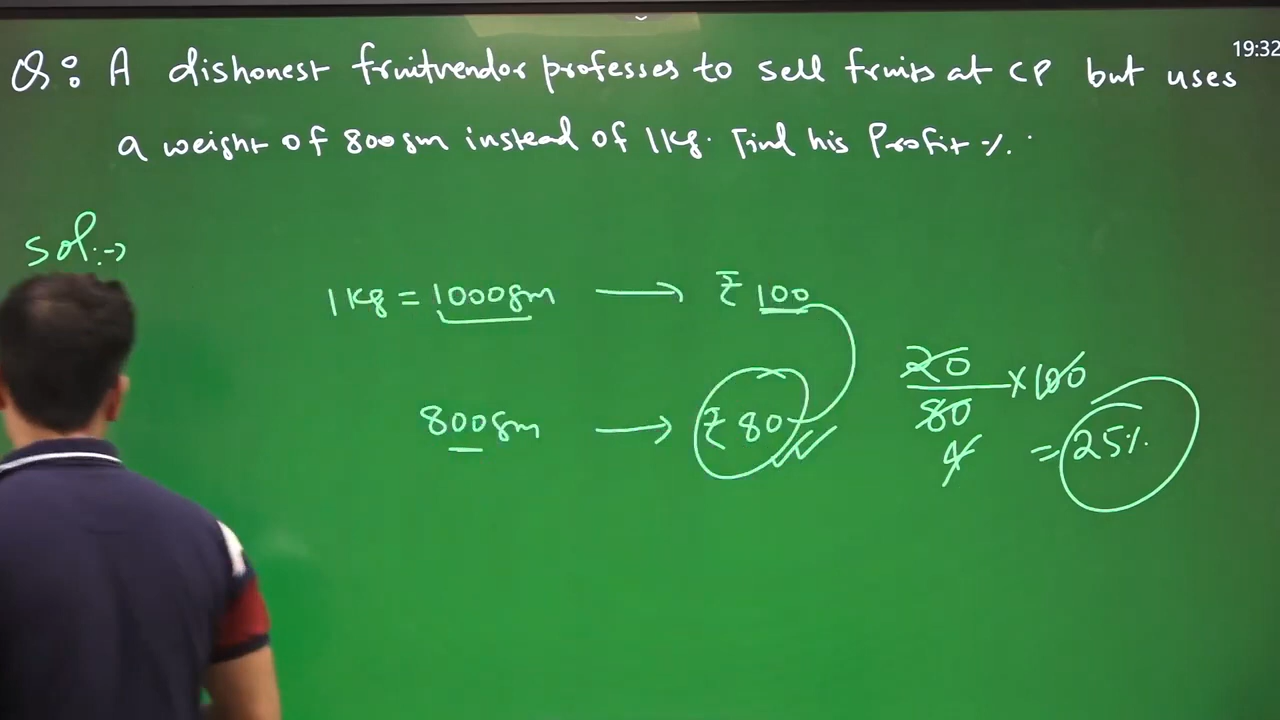 19:32
Q: A dishonest fruitvendor professes to sell fruits at CP but uses
a weight of 800gm instead of 1Kg. Find his Profit %.
Sol:→
1Kg = 1000gm → ₹ 100
800gm → ₹ 80
20/80 × 100
4
= 25%